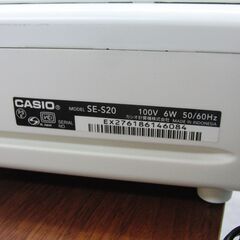 CASIO® MODEL SE-S20 100V 6W 50/60Hz
カシオ計算機株式会社 MADE IN INDONESIA
SERIAL NO EX276186146084